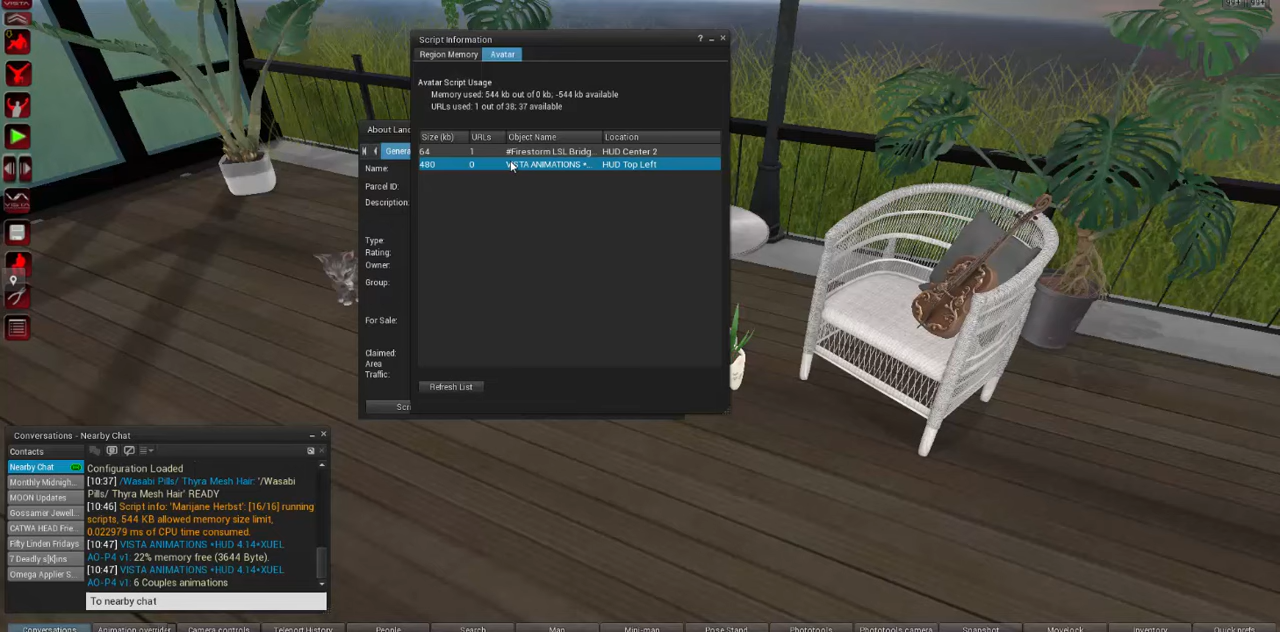 VISTA
Script Information
? _ ×
Region Memory Avatar
Avatar Script Usage
Memory used: 544 kb out of 0 kb; -544 kb available
URLs used: 1 out of 38; 37 available
Size (kb) URLs Object Name Location
64 1 #Firestorm LSL Bridg... HUD Center 2
480 0 VISTA ANIMATIONS •... HUD Top Left
Refresh List
About Lanc
Genera
Name:
Parcel ID:
Description:
Type
Rating:
Owner:
Group:
For Sale:
Claimed:
Area
Traffic:
Scr
VISTA
Conversations - Nearby Chat
Contacts
Nearby Chat
Monthly Midnigh...
MOON Updates
Gossamer Jewell...
CATWA HEAD Frie...
Fifty Linden Fridays
7 Deadly s[K]ins
Omega Applier S...
Configuration Loaded
[10:37] /Wasabi Pills/ Thyra Mesh Hair: '/Wasabi
Pills/ Thyra Mesh Hair' READY
[10:46] Script info: 'Marijane Herbst': [16/16] running
scripts, 544 KB allowed memory size limit,
0.022979 ms of CPU time consumed.
[10:47] VISTA ANIMATIONS •HUD 4.14•XUEL
AO-P4 v1: 22% memory free (3644 Byte).
[10:47] VISTA ANIMATIONS •HUD 4.14•XUEL
AO-P4 v1: 6 Couples animations
To nearby chat
Conversations Animation overrider Camera controls Teleport History People Search Map Mini-map Pose Stand Phototools Phototools camera Snapshot Movelock Inventory Quick prefs